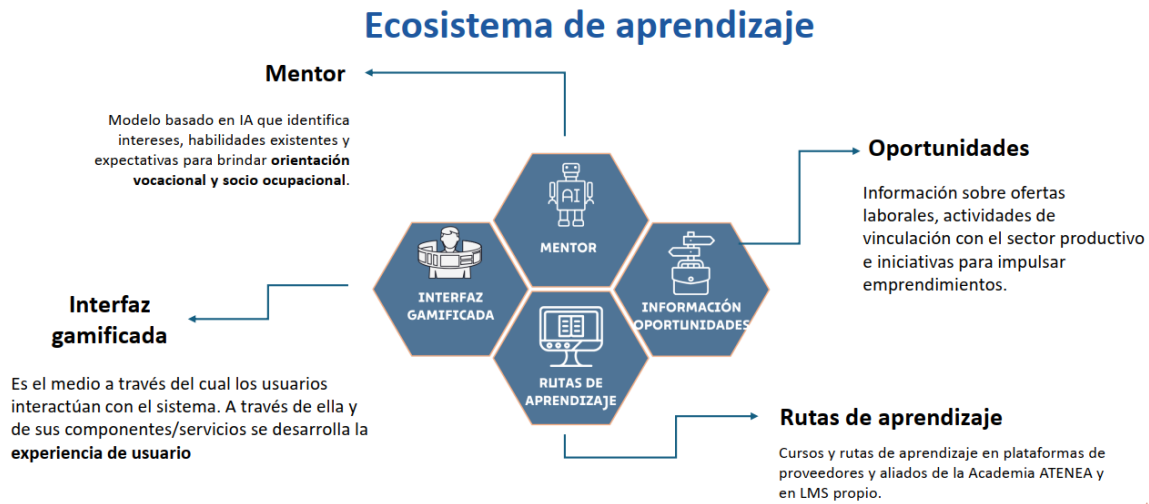 Ecosistema de aprendizaje
Mentor
Modelo basado en IA que identifica
intereses, habilidades existentes y
expectativas para brindar orientación
vocacional y socio ocupacional.
Oportunidades
Información sobre ofertas
laborales, actividades de
vinculación con el sector productivo
e iniciativas para impulsar
emprendimientos.
AI
MENTOR
INTERFAZ
GAMIFICADA
INFORMACIÓN
OPORTUNIDADES
RUTAS DE
APRENDIZAJE
Interfaz
gamificada
Es el medio a través del cual los usuarios
interactúan con el sistema. A través de ella y
de sus componentes/servicios se desarrolla la
experiencia de usuario
Rutas de aprendizaje
Cursos y rutas de aprendizaje en plataformas de
proveedores y aliados de la Academia ATENEA y
en LMS propio.